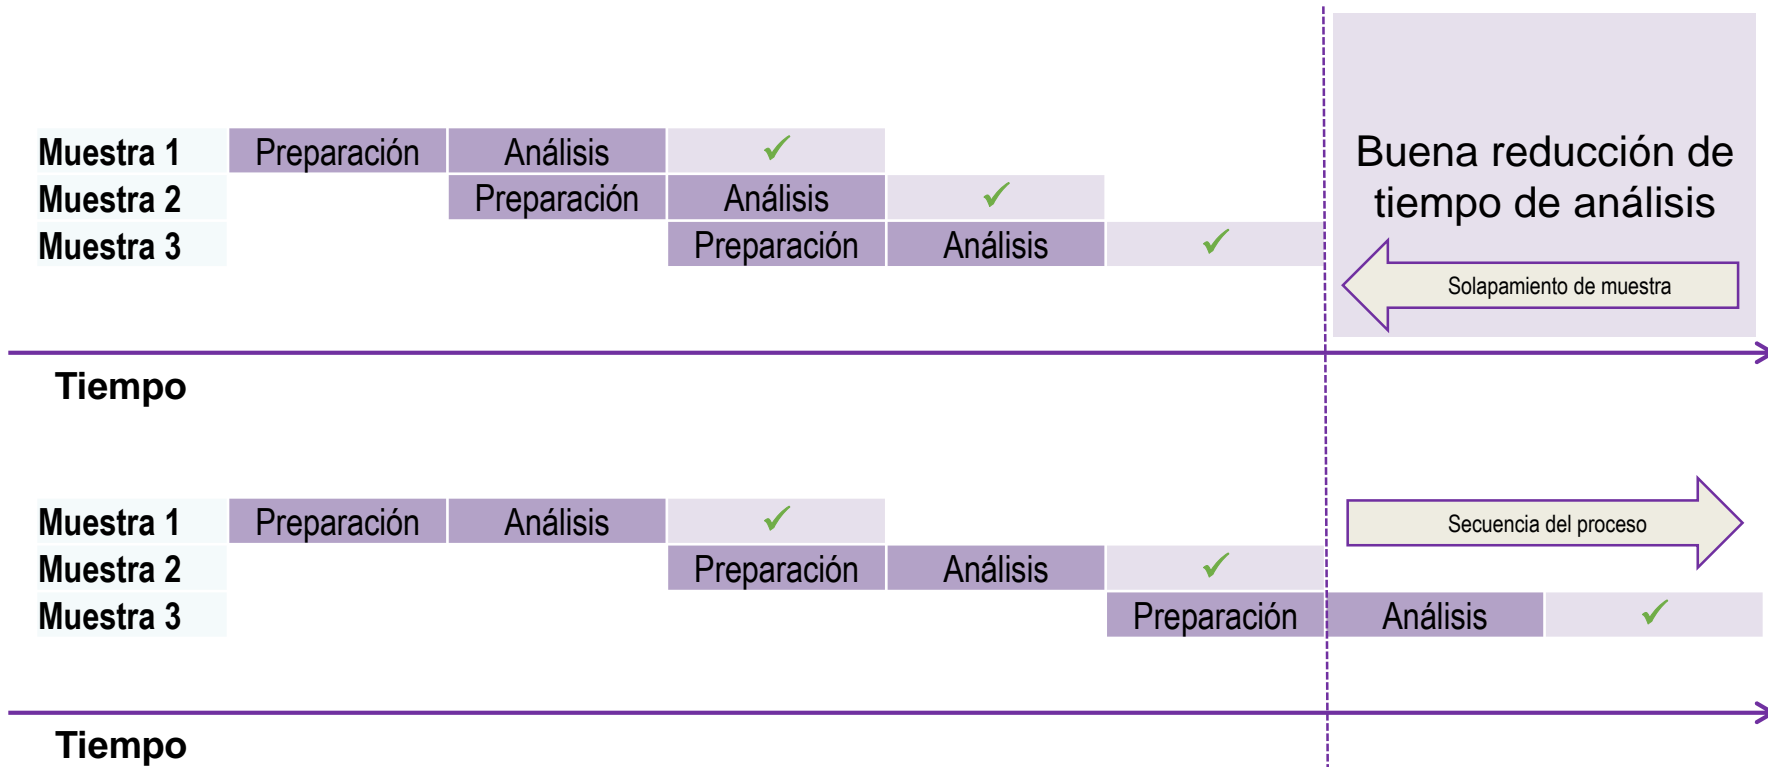 Muestra 1 Preparación Análisis ✓
Muestra 2 Preparación Análisis ✓
Muestra 3 Preparación Análisis ✓
Buena reducción de
tiempo de análisis
Solapamiento de muestra
Tiempo
Muestra 1 Preparación Análisis ✓
Muestra 2 Preparación Análisis ✓
Muestra 3 Preparación Análisis ✓
Secuencia del proceso
Tiempo